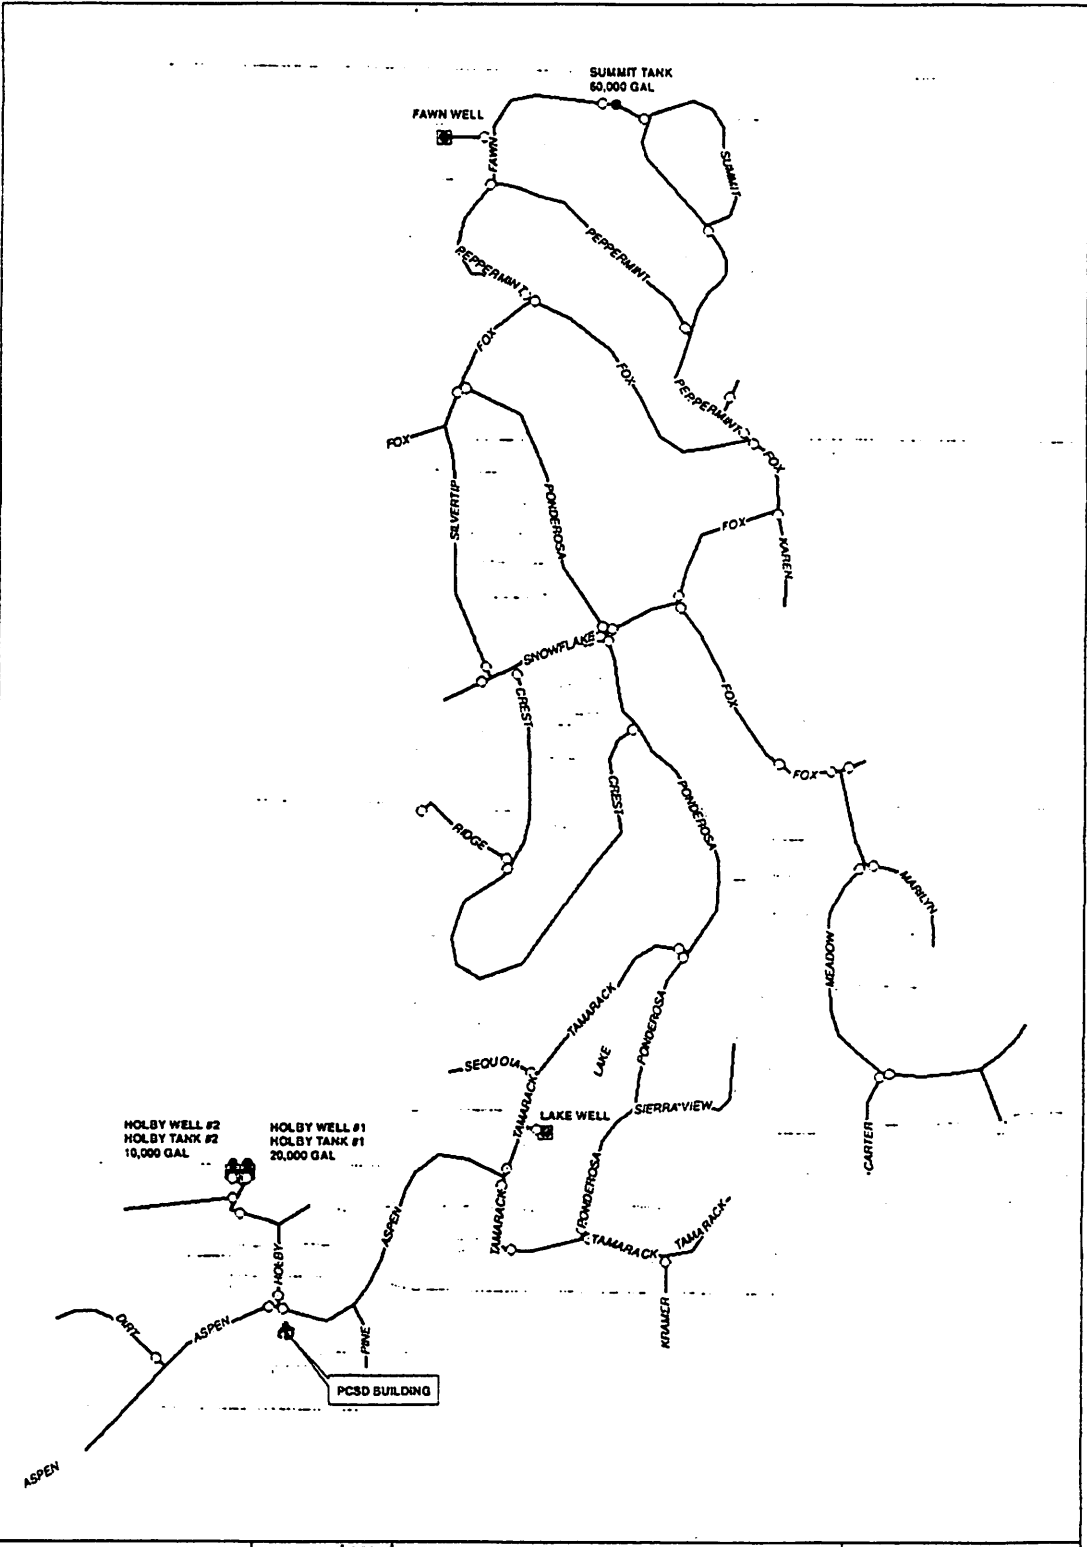 SUMMIT TANK
60,000 GAL
FAWN WELL
FAWN
SUMMIT
PEPPERMINT
PEPPERMINT
FOX
FOX
PEPPERMINT
FOX
FOX
SILVERTIP
PONDEROSA
FOX
KAREN
SNOWFLAKE
CREST
FOX
FOX
CREST
PONDEROSA
RIDGE
MARILYN
MEADOW
TAMARACK
PONDEROSA
LAKE
SEQUOIA
TAMARACK
LAKE WELL
SIERRA VIEW
HOLBY WELL #2
HOLBY TANK #2
10,000 GAL
HOLBY WELL #1
HOLBY TANK #1
20,000 GAL
CARTER
TAMARACK
PONDEROSA
ASPEN
TAMARACK
TAMARACK
HOLBY
KRAMER
DIRT
ASPEN
PINE
PCSD BUILDING
ASPEN